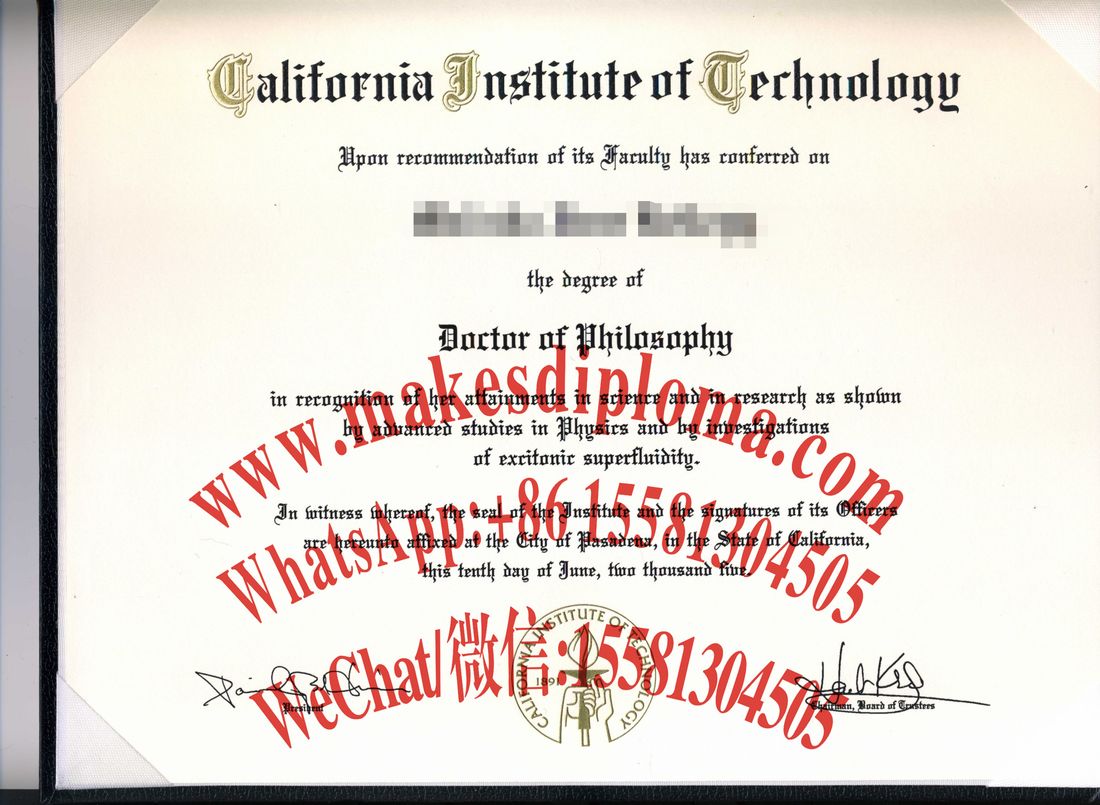 California Institute of Technology
Upon recommendation of its Faculty has conferred on
the degree of
Doctor of Philosophy
www.makesdiploma.com
in recognition of her attainments in science and in research as shown
by advanced studies in Physics and by investigations
of excitonic superfluidity.
WhatsApp:+86 15581304505
In witness whereof, the seal of the Institute and the signatures of its Officers
are hereunto affixed at the City of Pasadena, in the State of California,
this tenth day of June, two thousand five.
WeChat/微信:15581304505
CALIFORNIA INSTITUTE OF TECHNOLOGY
1891
President
Chairman, Board of Trustees